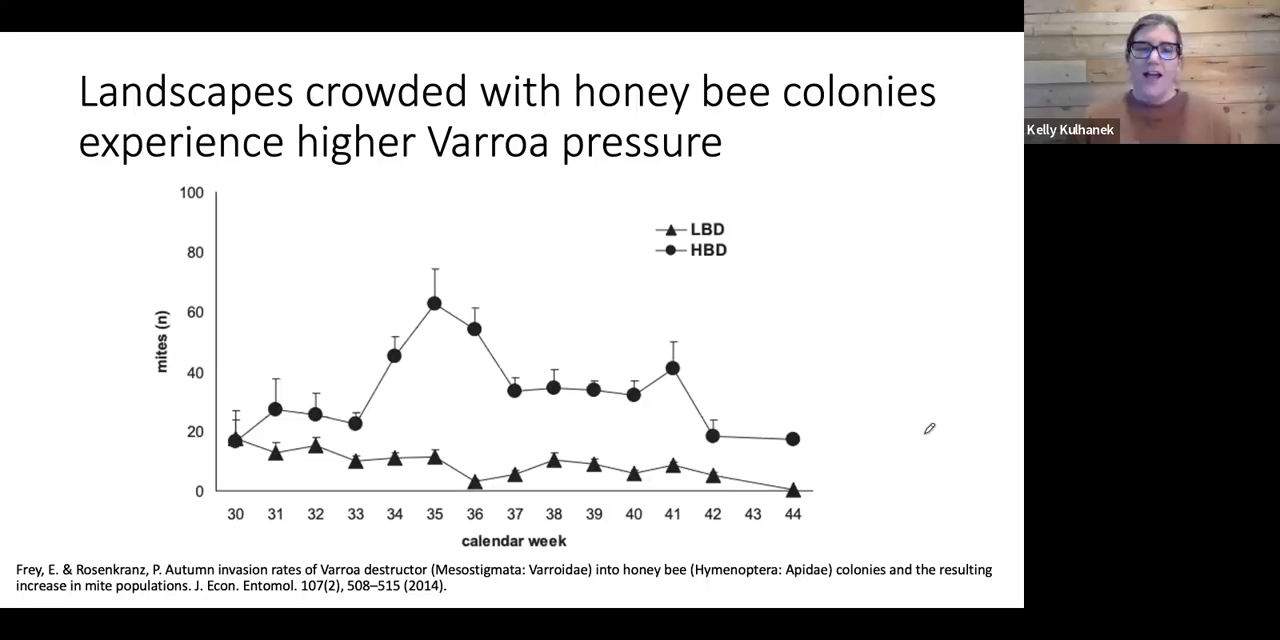 Landscapes crowded with honey bee colonies
experience higher Varroa pressure
Kelly Kulhanek
100
80
60
40
20
0
mites (n)
LBD
HBD
30 31 32 33 34 35 36 37 38 39 40 41 42 43 44
calendar week
Frey, E. & Rosenkranz, P. Autumn invasion rates of Varroa destructor (Mesostigmata: Varroidae) into honey bee (Hymenoptera: Apidae) colonies and the resulting
increase in mite populations. J. Econ. Entomol. 107(2), 508–515 (2014).